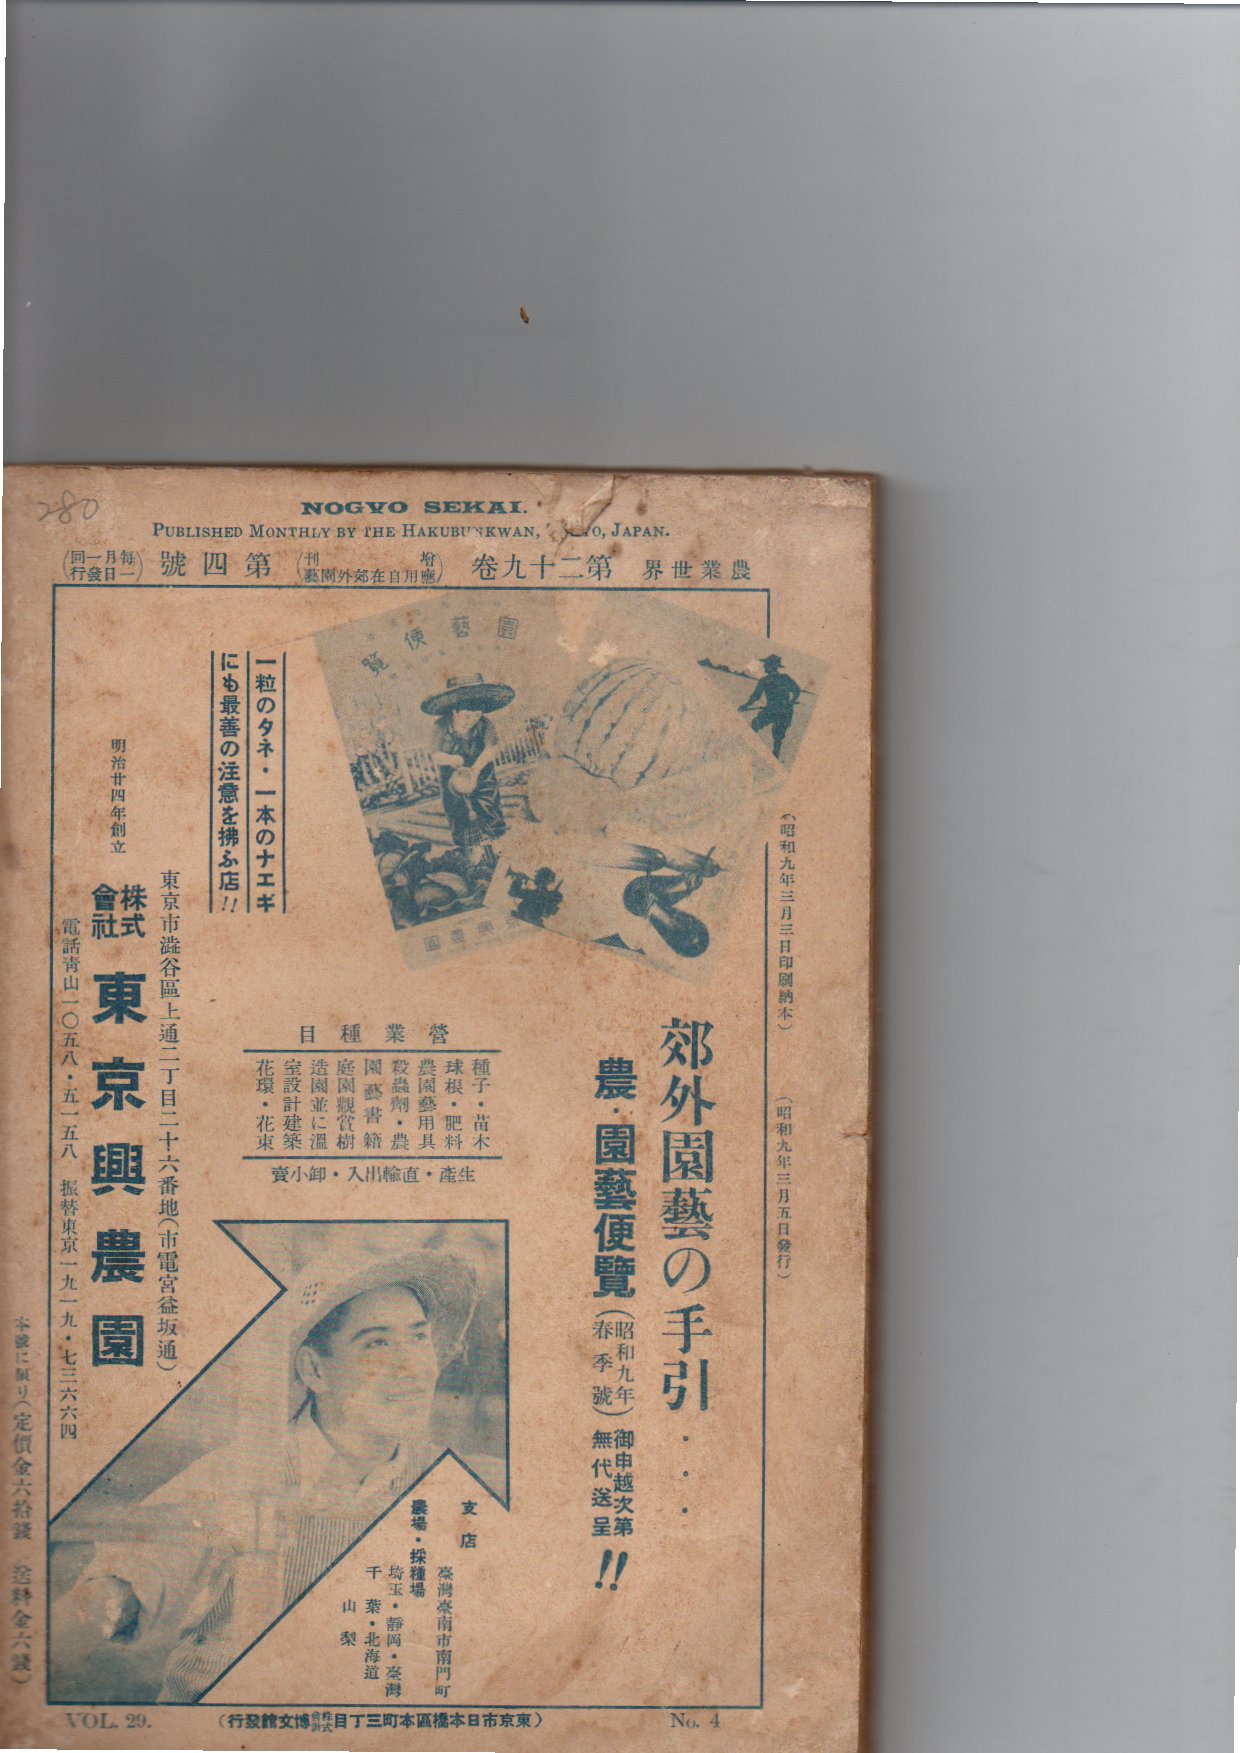 280
NOGYO SEKAI.
PUBLISHED MONTHLY BY THE HAKUBUNKWAN, TOKYO, JAPAN.
農業世界 第二十九卷 (增刊 應用自在郊外園藝) 第四號 (每月一回一日發行)
(昭和九年三月三日印刷納本)
(昭和九年三月五日發行)
園藝便覽
東京興農園
郊外園藝の手引・・・
農・園藝便覽 (昭和九年春季號) 御申越次第無代送呈!!
一粒のタネ・一本のナエギ
にも最善の注意を拂ふ店!!
營業種目
種子・苗木
球根・肥料
農園藝用具
殺蟲劑・農
園藝書籍
庭園觀賞樹
造園並に溫
室設計建築
花環・花束
生產・直輸出入・卸小賣
支店
臺灣臺南市南門町
農場・採種場
埼玉・靜岡・臺灣
千葉・北海道
山梨
明治廿四年創立
東京市澁谷區上通二丁目二十六番地(市電宮益坂通)
株式會社 東京興農園
電話靑山一〇五八・五一五八 振替東京一九一九・七三六六四
本號に限り(定價金六拾錢 送料金六錢)
VOL. 29.
(東京市日本橋區本町三丁目株式會社博文館發行)
No. 4